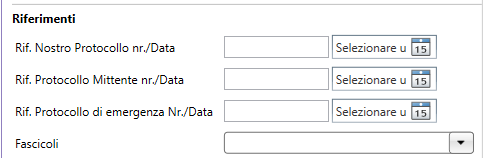 Riferimenti
Rif. Nostro Protocollo nr./Data Selezionare u 15
Rif. Protocollo Mittente nr./Data Selezionare u 15
Rif. Protocollo di emergenza Nr./Data Selezionare u 15
Fascicoli